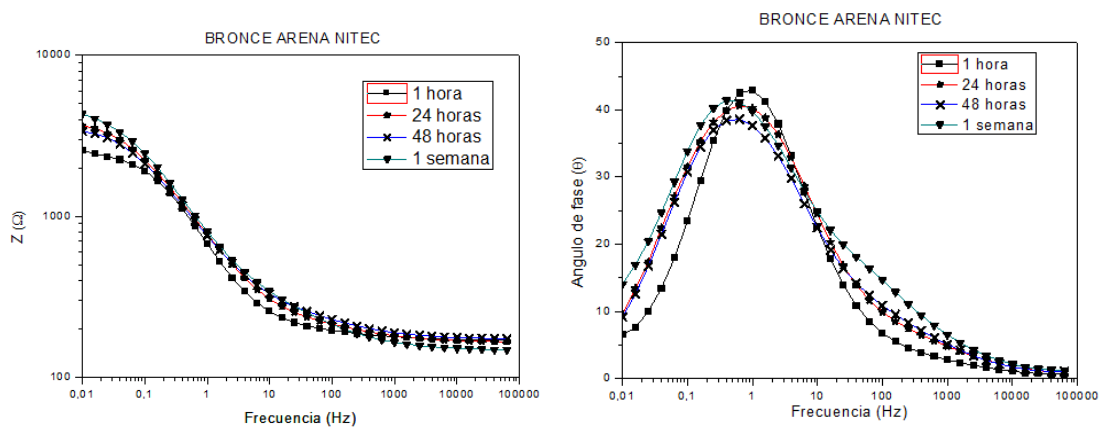 BRONCE ARENA NITEC
10000
1000
100
Z (Ω)
1 hora
24 horas
48 horas
1 semana
0,01
0,1
1
10
100
1000
10000
100000
Frecuencia (Hz)
BRONCE ARENA NITEC
50
40
30
20
10
0
Angulo de fase (θ)
1 hora
24 horas
48 horas
1 semana
0,01
0,1
1
10
100
1000
10000
100000
Frecuencia (Hz)